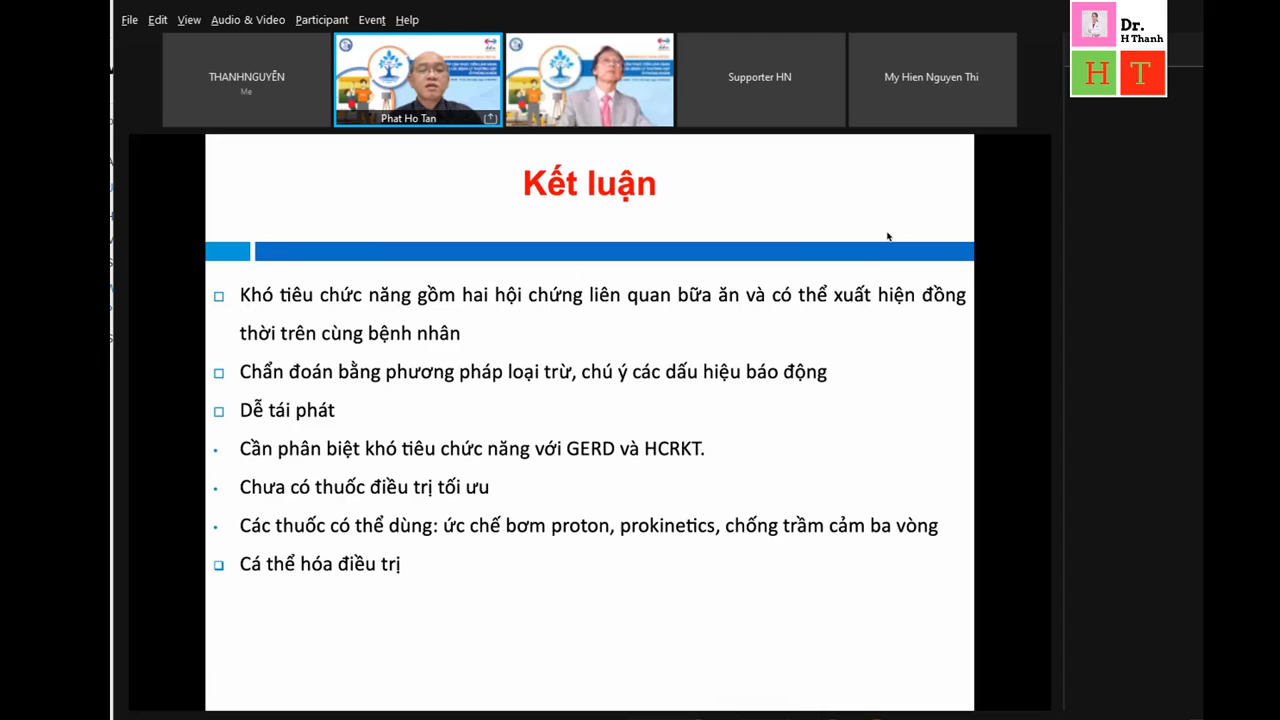 File Edit View Audio & Video Participant Event Help
Dr.
H Thanh
H T
THANHNGUYỄN
Me
Phat Ho Tan
Supporter HN
My Hien Nguyen Thi
Kết luận
Khó tiêu chức năng gồm hai hội chứng liên quan bữa ăn và có thể xuất hiện đồng
thời trên cùng bệnh nhân
Chẩn đoán bằng phương pháp loại trừ, chú ý các dấu hiệu báo động
Dễ tái phát
Cần phân biệt khó tiêu chức năng với GERD và HCRKT.
Chưa có thuốc điều trị tối ưu
Các thuốc có thể dùng: ức chế bơm proton, prokinetics, chống trầm cảm ba vòng
Cá thể hóa điều trị